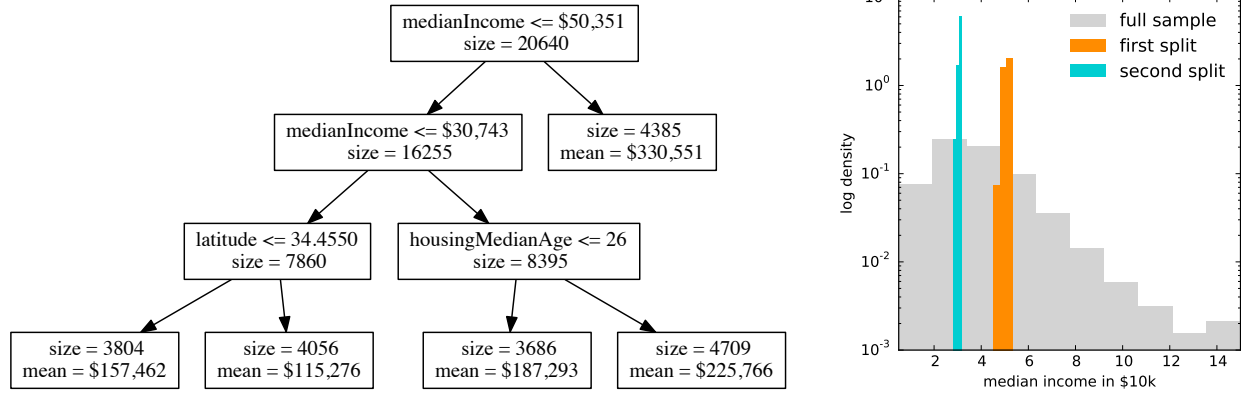 medianIncome <= $50,351
size = 20640
medianIncome <= $30,743
size = 16255
size = 4385
mean = $330,551
latitude <= 34.4550
size = 7860
housingMedianAge <= 26
size = 8395
size = 3804
mean = $157,462
size = 4056
mean = $115,276
size = 3686
mean = $187,293
size = 4709
mean = $225,766
full sample
first split
second split
10⁰
10⁻¹
10⁻²
10⁻³
log density
2 4 6 8 10 12 14
median income in $10k